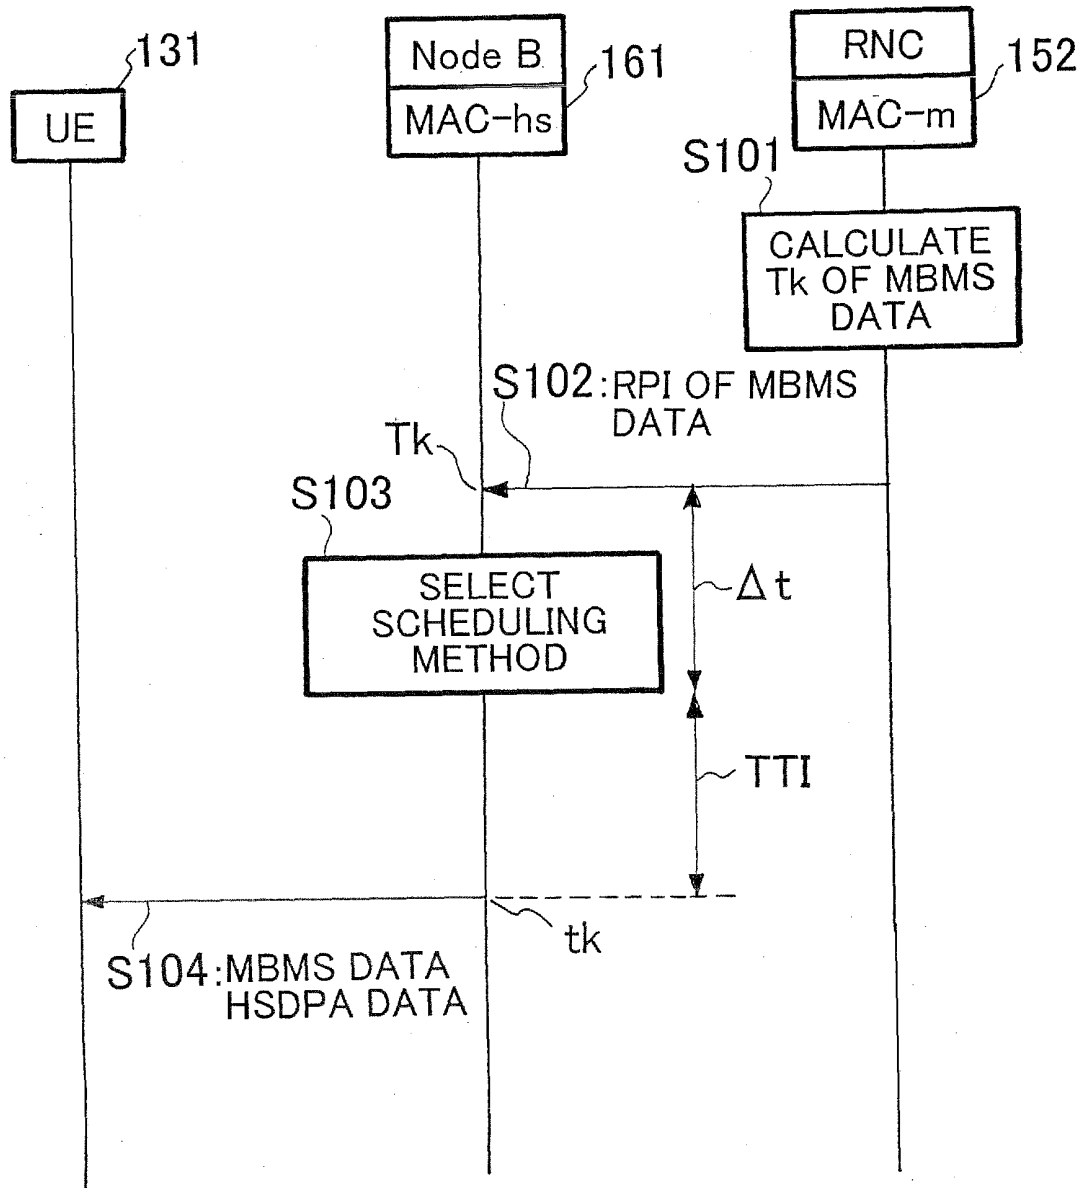 131
UE
Node B
MAC-hs
161
RNC
MAC-m
152
S101
CALCULATE
Tk OF MBMS
DATA
S102:RPI OF MBMS
DATA
Tk
S103
SELECT
SCHEDULING
METHOD
Δt
TTI
tk
S104:MBMS DATA
HSDPA DATA